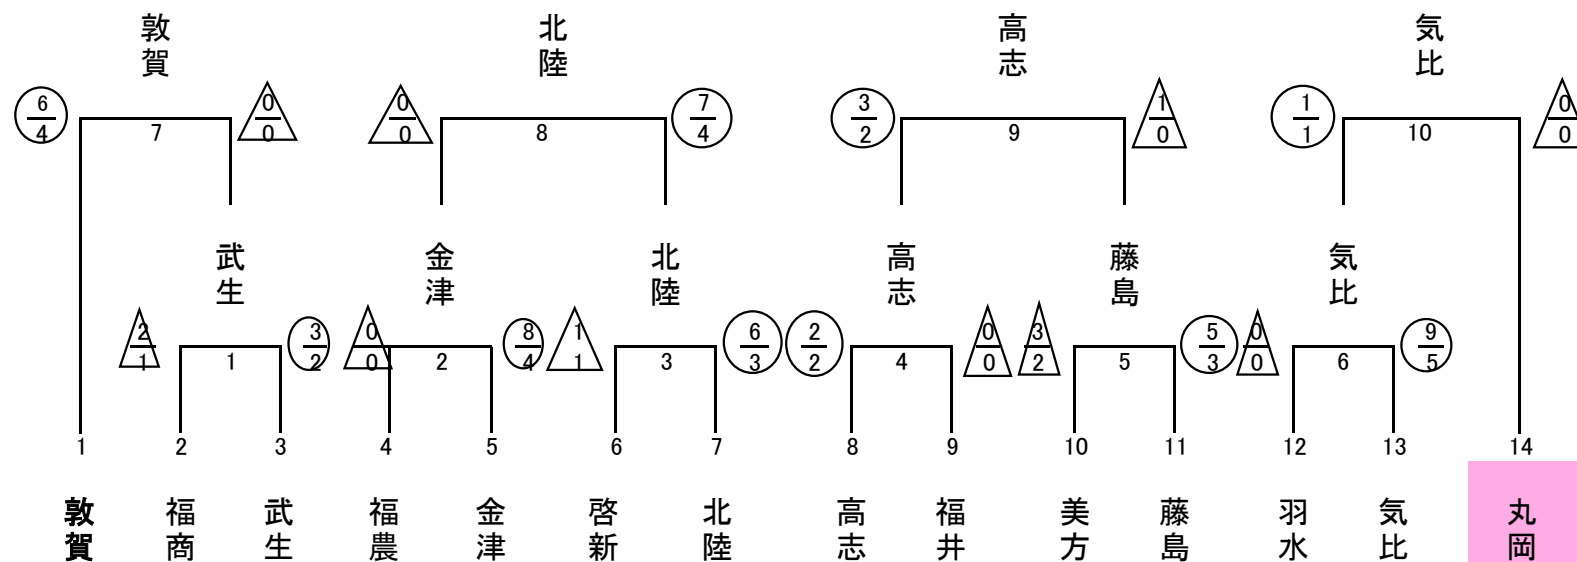 敦賀
北陸
高志
気比
6/4
7
0/0
0/0
8
7/4
3/2
9
1/0
1/1
10
0/0
武生
金津
北陸
高志
藤島
気比
2/1
1
3/2
0/0
2
8/4
1/1
3
6/3
2/2
4
0/0
3/2
5
5/3
0/0
6
9/5
1
2
3
4
5
6
7
8
9
10
11
12
13
14
敦賀
福商
武生
福農
金津
啓新
北陸
高志
福井
美方
藤島
羽水
気比
丸岡